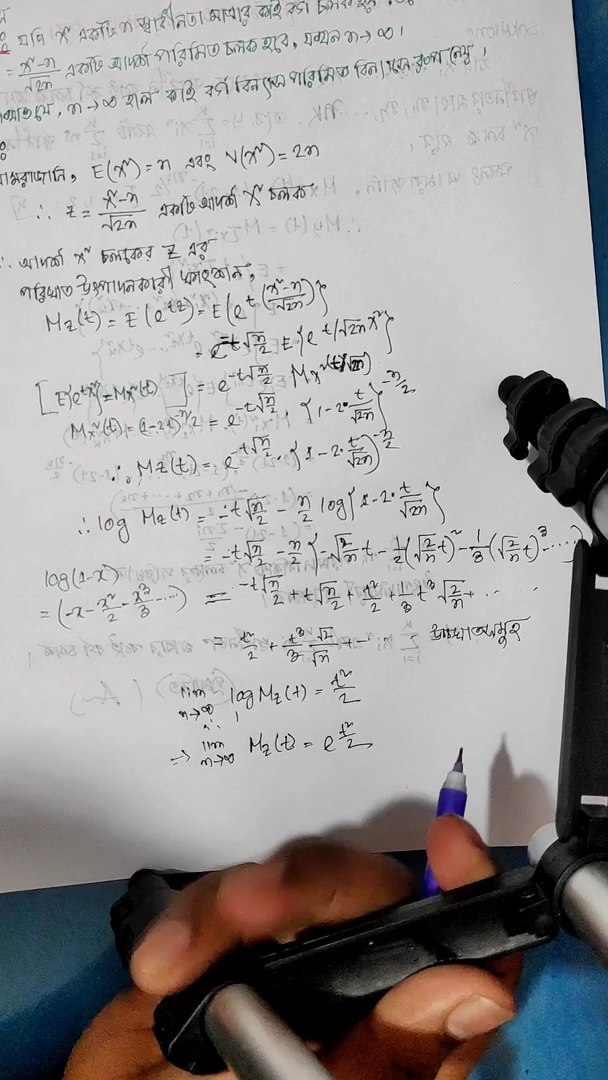 যদি χ² একটি n স্বাধীনতা মাত্রার কাই বর্গ চলক হয়
= χ²-n/√2n একটি আদর্শ পরিমিত চলক হবে, যখন n→∞।
n→∞ হলে কাই বর্গ বিন্যাস পরিমিত বিন্যাসে রূপ নেয়।
আমরা জানি, E(χ²) = n এবং V(χ²) = 2n
∴ Z = χ²-n/√2n একটি আদর্শ χ² চলক
∴ আদর্শ χ² চলকের Z এর
পরিঘাত উৎপাদনকারী অপেক্ষক,
Mz(t) = E(e^tz) = E{e^t(χ²-n/√2n)}
= e^-t√n/2 E{e^t/√2n χ²}
[E{e^tχ²} = Mχ²(t)] = e^-t√n/2 Mχ²(t/√2n)
Mχ²(t) = (1-2t)^-n/2 = e^-t√n/2 · {1-2·t/√2n}^-n/2
∴ Mz(t) = e^-t√n/2 · {1-2·t/√2n}^-n/2
∴ log Mz(t) = -t√n/2 - n/2 log{1-2·t/√2n}
= -t√n/2 - n/2{-√2/n t - 1/2(√2/n t)² - 1/3(√2/n t)³ ....}
log(1-x)
= (-x - x²/2 - x³/3 ....) = -t√n/2 + t√n/2 + t²/2 + 1/3 t³ √2/n + ....
= t²/2 + t³/3 √2/√n + -
lim n→∞ log Mz(t) = t²/2
⇒ lim n→∞ Mz(t) = e^t²/2